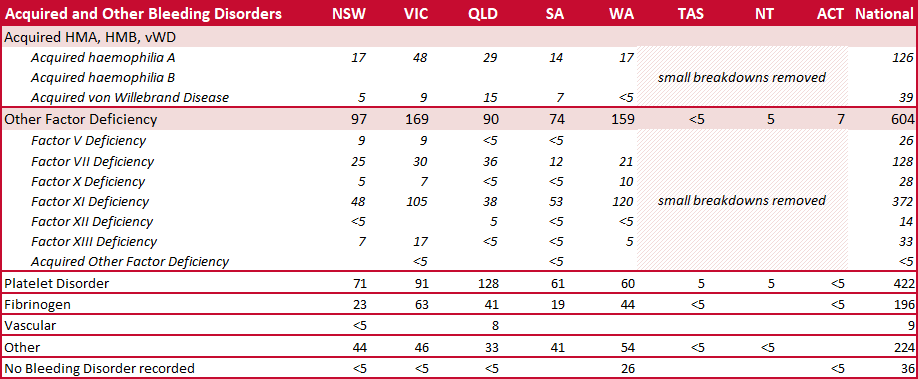 Acquired and Other Bleeding Disorders NSW VIC QLD SA WA TAS NT ACT National
Acquired HMA, HMB, vWD
Acquired haemophilia A 17 48 29 14 17 126
Acquired haemophilia B small breakdowns removed
Acquired von Willebrand Disease 5 9 15 7 <5 39
Other Factor Deficiency 97 169 90 74 159 <5 5 7 604
Factor V Deficiency 9 9 <5 <5 26
Factor VII Deficiency 25 30 36 12 21 128
Factor X Deficiency 5 7 <5 <5 10 28
Factor XI Deficiency 48 105 38 53 120 small breakdowns removed 372
Factor XII Deficiency <5 5 <5 <5 14
Factor XIII Deficiency 7 17 <5 <5 5 33
Acquired Other Factor Deficiency <5 <5 <5
Platelet Disorder 71 91 128 61 60 5 5 <5 422
Fibrinogen 23 63 41 19 44 <5 <5 196
Vascular <5 8 9
Other 44 46 33 41 54 <5 <5 224
No Bleeding Disorder recorded <5 <5 <5 26 <5 36